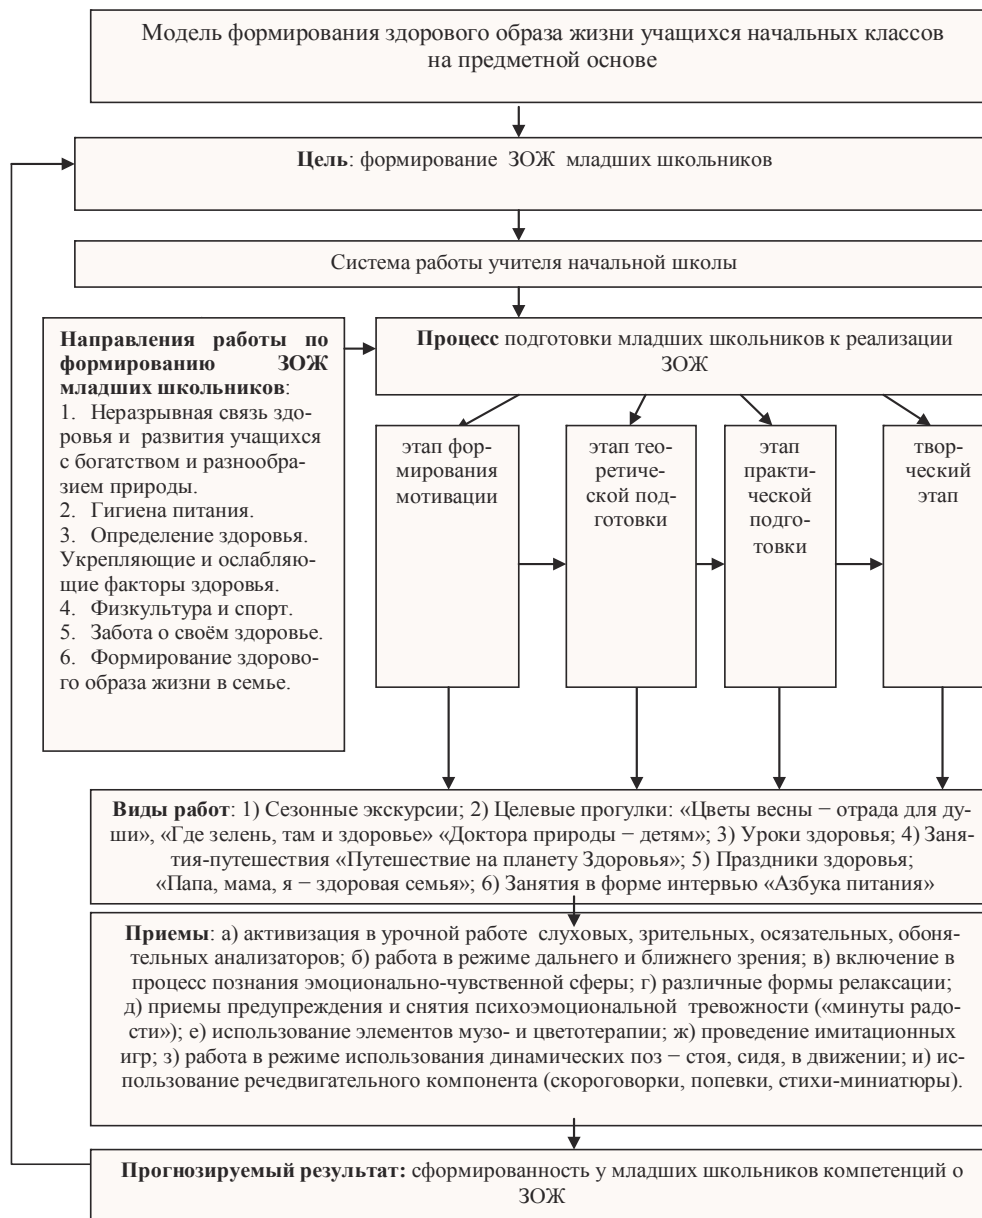 Модель формирования здорового образа жизни учащихся начальных классов
на предметной основе
Цель: формирование ЗОЖ младших школьников
Система работы учителя начальной школы
Направления работы по
формированию ЗОЖ
младших школьников:
1. Неразрывная связь здо-
ровья и развития учащихся
с богатством и разнообра-
зием природы.
2. Гигиена питания.
3. Определение здоровья.
Укрепляющие и ослабляю-
щие факторы здоровья.
4. Физкультура и спорт.
5. Забота о своём здоровье.
6. Формирование здорово-
го образа жизни в семье.
Процесс подготовки младших школьников к реализации
ЗОЖ
этап фор-
мирования
мотивации
этап тео-
ретичес-
кой под-
готовки
этап
практи-
ческой
подго-
товки
твор-
ческий
этап
Виды работ: 1) Сезонные экскурсии; 2) Целевые прогулки: «Цветы весны − отрада для ду-
ши», «Где зелень, там и здоровье» «Доктора природы − детям»; 3) Уроки здоровья; 4) Заня-
тия-путешествия «Путешествие на планету Здоровья»; 5) Праздники здоровья;
«Папа, мама, я − здоровая семья»; 6) Занятия в форме интервью «Азбука питания»
Приемы: а) активизация в урочной работе слуховых, зрительных, осязательных, обоня-
тельных анализаторов; б) работа в режиме дальнего и ближнего зрения; в) включение в
процесс познания эмоционально-чувственной сферы; г) различные формы релаксации;
д) приемы предупреждения и снятия психоэмоциональной тревожности («минуты радо-
сти»); е) использование элементов музо- и цветотерапии; ж) проведение имитационных
игр; з) работа в режиме использования динамических поз − стоя, сидя, в движении; и) ис-
пользование речедвигательного компонента (скороговорки, попевки, стихи-миниатюры).
Прогнозируемый результат: сформированность у младших школьников компетенций о
ЗОЖ